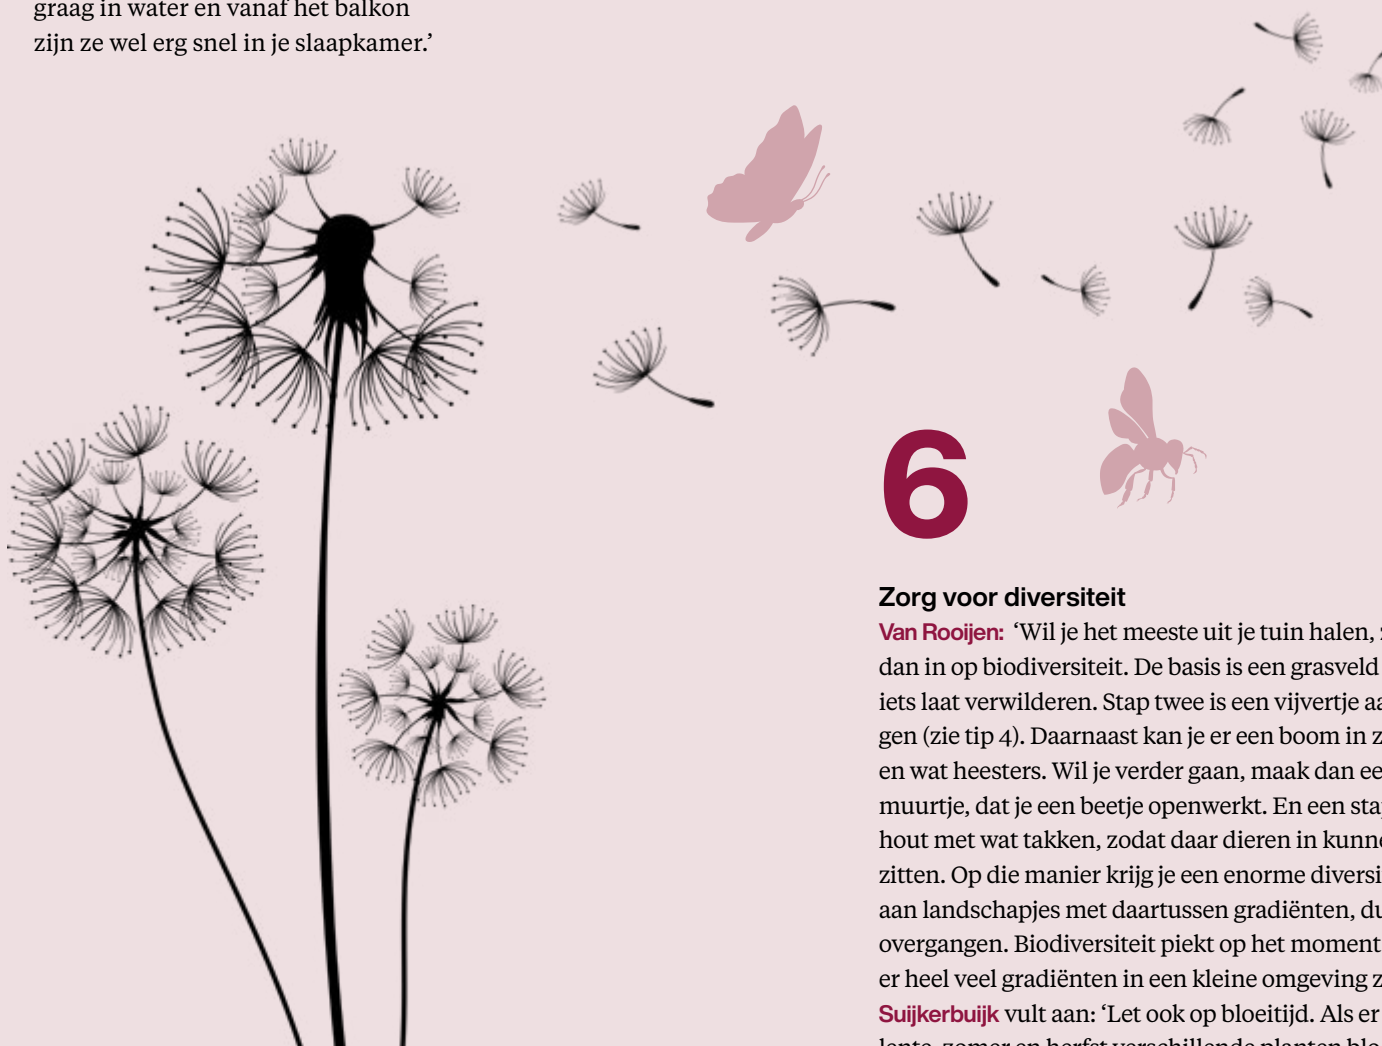 graag in water en vanaf het balkon
zijn ze wel erg snel in je slaapkamer.’
6
Zorg voor diversiteit
Van Rooijen: ‘Wil je het meeste uit je tuin halen,
dan in op biodiversiteit. De basis is een grasveld
iets laat verwilderen. Stap twee is een vijvertje
gen (zie tip 4). Daarnaast kan je er een boom in
en wat heesters. Wil je verder gaan, maak dan
muurtje, dat je een beetje openwerkt. En een
hout met wat takken, zodat daar dieren in
zitten. Op die manier krijg je een enorme
aan landschapjes met daartussen gradiënten,
overgangen. Biodiversiteit piekt op het moment
er heel veel gradiënten in een kleine omgeving
Suijkerbuijk vult aan: ‘Let ook op bloeitijd. Als er